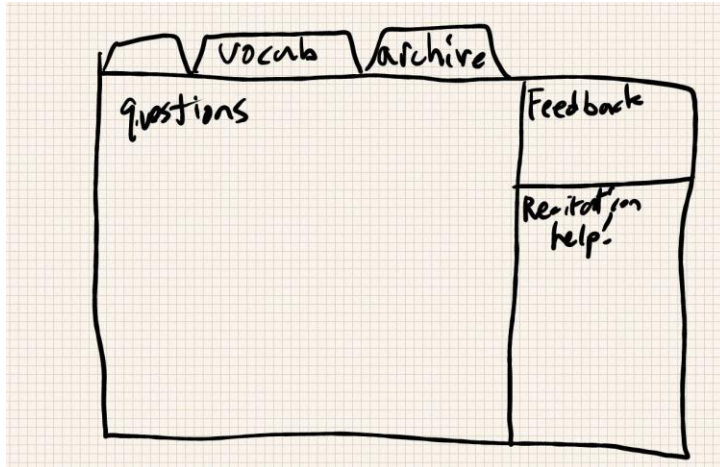 vocab
archive
questions
Feedback
Recitation
help!